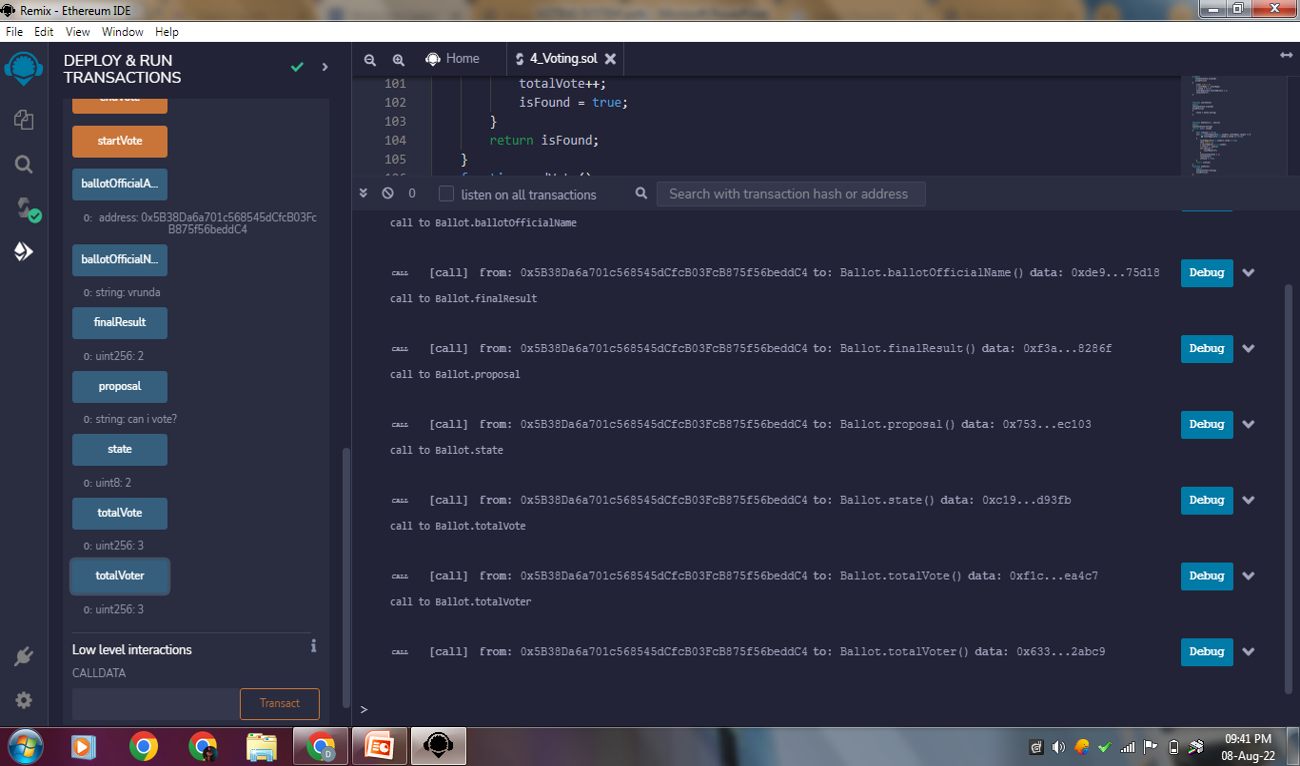 Remix - Ethereum IDE
File Edit View Window Help
DEPLOY & RUN
TRANSACTIONS
startVote
ballotOfficialA...
0: address: 0x5B38Da6a701c568545dCfcB03Fc
B875f56beddC4
ballotOfficialN...
0: string: vrunda
finalResult
0: uint256: 2
proposal
0: string: can i vote?
state
0: uint8: 2
totalVote
0: uint256: 3
totalVoter
0: uint256: 3
Low level interactions
i
CALLDATA
Transact
Home
4_Voting.sol
101 totalVote++;
102 isFound = true;
103 }
104 return isFound;
105 }
0
listen on all transactions
Search with transaction hash or address
call to Ballot.ballotOfficialName
CALL [call] from: 0x5B38Da6a701c568545dCfcB03FcB875f56beddC4 to: Ballot.ballotOfficialName() data: 0xde9...75d18 Debug
call to Ballot.finalResult
CALL [call] from: 0x5B38Da6a701c568545dCfcB03FcB875f56beddC4 to: Ballot.finalResult() data: 0xf3a...8286f Debug
call to Ballot.proposal
CALL [call] from: 0x5B38Da6a701c568545dCfcB03FcB875f56beddC4 to: Ballot.proposal() data: 0x753...ec103 Debug
call to Ballot.state
CALL [call] from: 0x5B38Da6a701c568545dCfcB03FcB875f56beddC4 to: Ballot.state() data: 0xc19...d93fb Debug
call to Ballot.totalVote
CALL [call] from: 0x5B38Da6a701c568545dCfcB03FcB875f56beddC4 to: Ballot.totalVote() data: 0xf1c...ea4c7 Debug
call to Ballot.totalVoter
CALL [call] from: 0x5B38Da6a701c568545dCfcB03FcB875f56beddC4 to: Ballot.totalVoter() data: 0x633...2abc9 Debug
>
09:41 PM
08-Aug-22